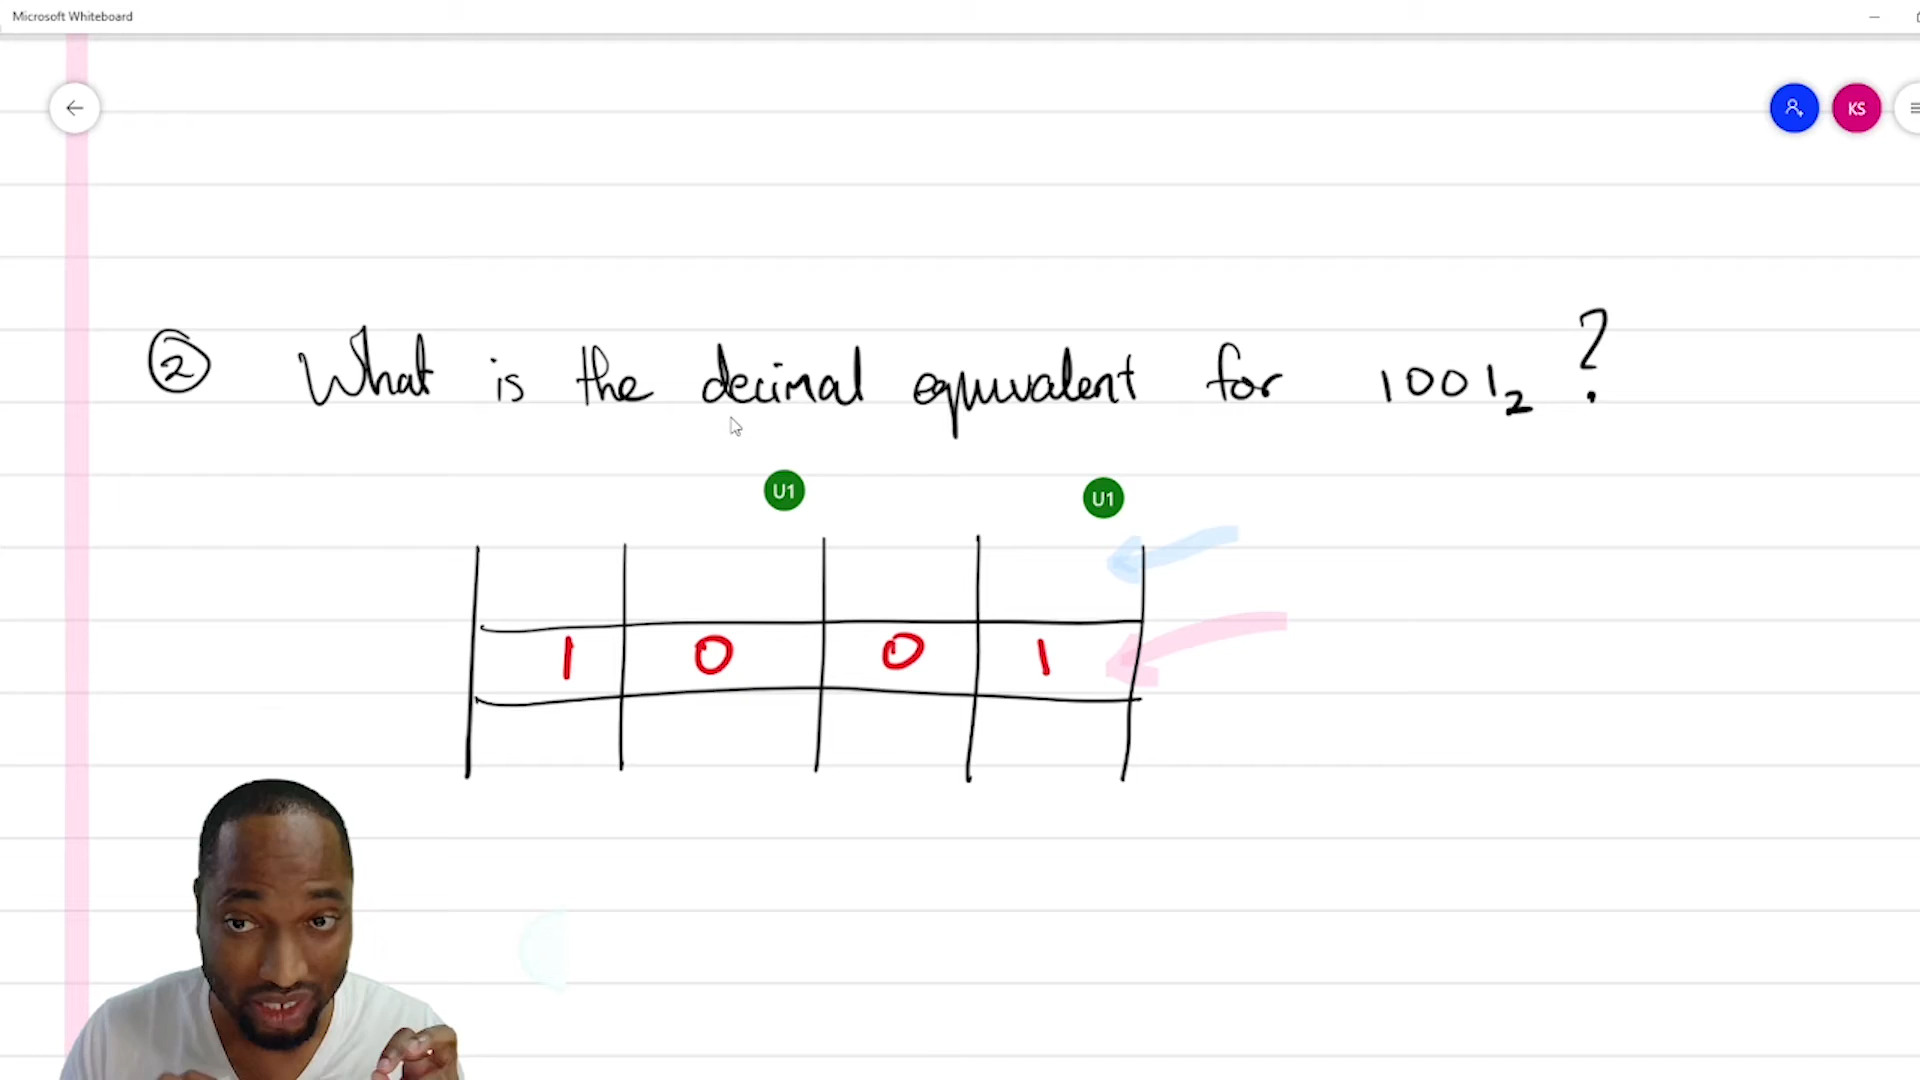 Microsoft Whiteboard
KS
② What is the decimal equivalent for 1001₂?
U1 U1
1 0 0 1